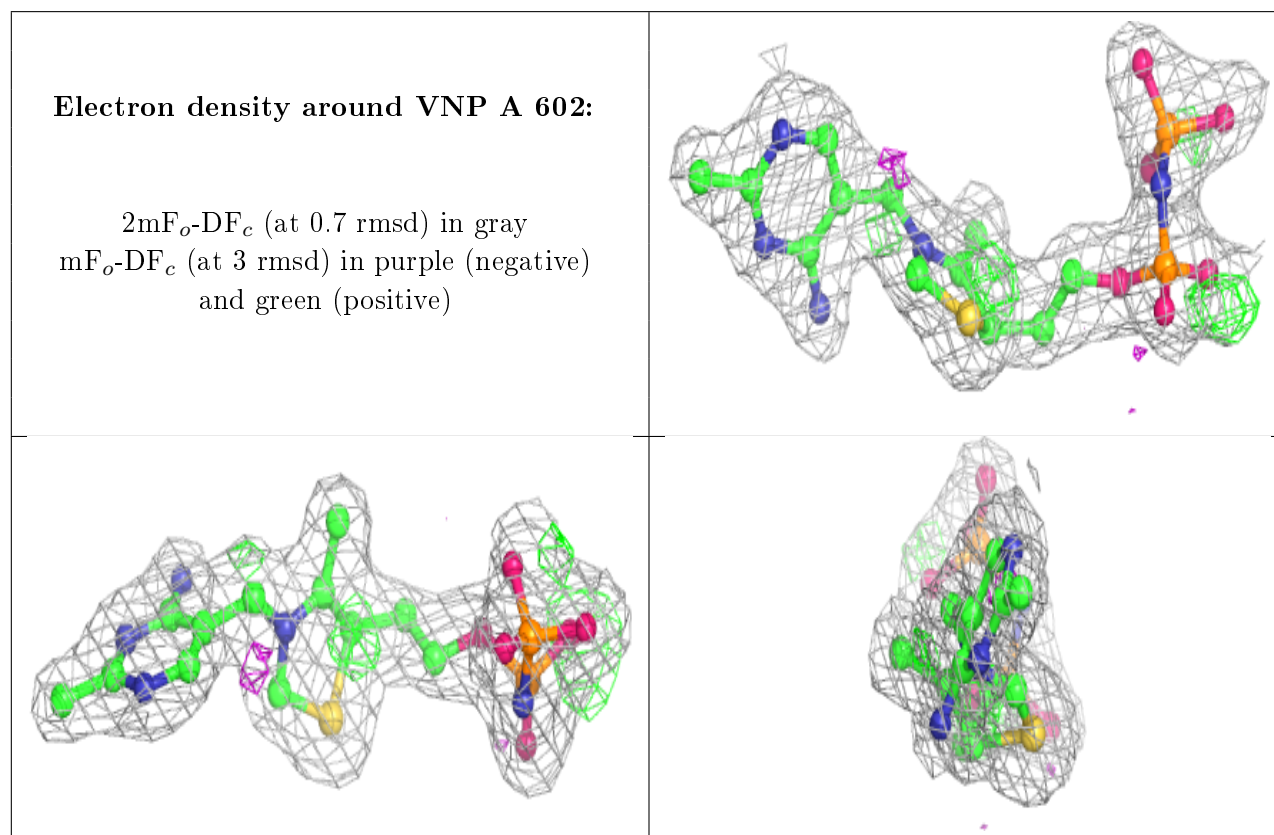 Electron density around VNP A 602:
2mFo-DFc (at 0.7 rmsd) in gray
mFo-DFc (at 3 rmsd) in purple (negative)
and green (positive)